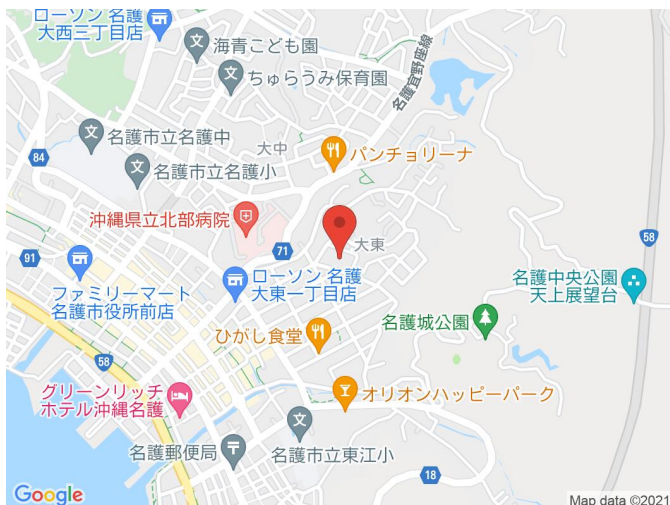 ローソン 名護
大西三丁目店
海青こども園
ちゅらうみ保育園
名護宜野座線
名護市立名護中
大中
パンチョリーナ
84
名護市立名護小
沖縄県立北部病院
大東
58
71
91
ファミリーマート
名護市役所前店
ローソン 名護
大東一丁目店
名護中央公園
天上展望台
ひがし食堂
名護城公園
58
グリーンリッチ
ホテル沖縄名護
オリオンハッピーパーク
名護郵便局
名護市立東江小
18
Google
Map data ©2021